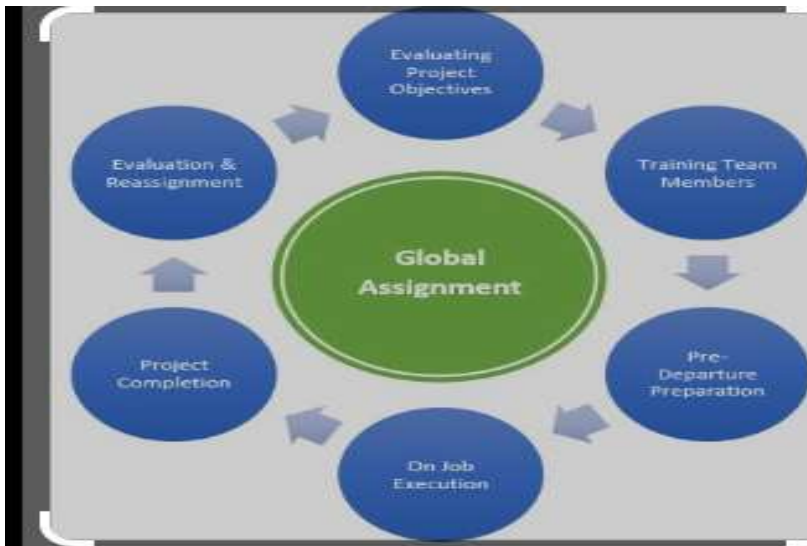 Evaluating
Project
Objectives
Training Team
Members
Pre-
Departure
Preparation
On Job
Execution
Project
Completion
Evaluation &
Reassignment
Global
Assignment